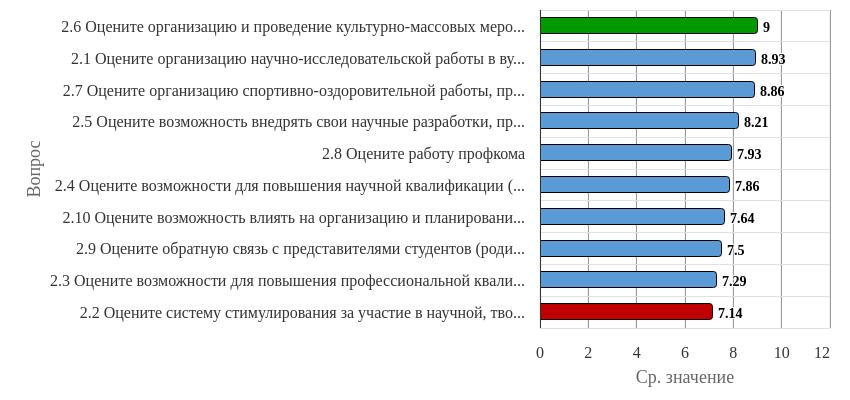 2.6 Оцените организацию и проведение культурно-массовых меро... 9
2.1 Оцените организацию научно-исследовательской работы в ву... 8.93
2.7 Оцените организацию спортивно-оздоровительной работы, пр... 8.86
2.5 Оцените возможность внедрять свои научные разработки, пр... 8.21
2.8 Оцените работу профкома 7.93
2.4 Оцените возможности для повышения научной квалификации (... 7.86
2.10 Оцените возможность влиять на организацию и планировани... 7.64
2.9 Оцените обратную связь с представителями студентов (роди... 7.5
2.3 Оцените возможности для повышения профессиональной квали... 7.29
2.2 Оцените систему стимулирования за участие в научной, тво... 7.14
Вопрос
0 2 4 6 8 10 12
Ср. значение